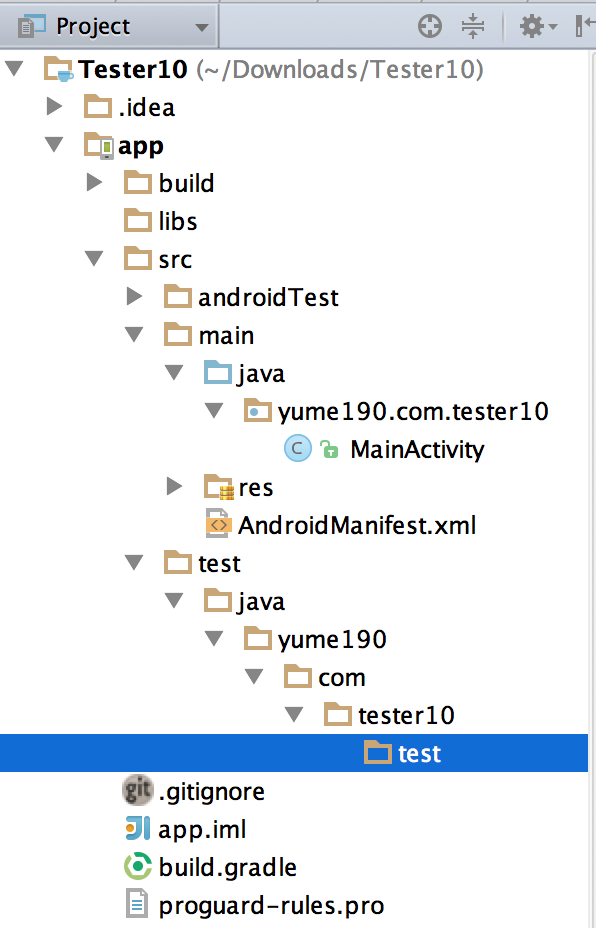 Project
Tester10 (~/Downloads/Tester10)
.idea
app
build
libs
src
androidTest
main
java
yume190.com.tester10
C MainActivity
res
AndroidManifest.xml
test
java
yume190
com
tester10
test
git .gitignore
app.iml
build.gradle
proguard-rules.pro